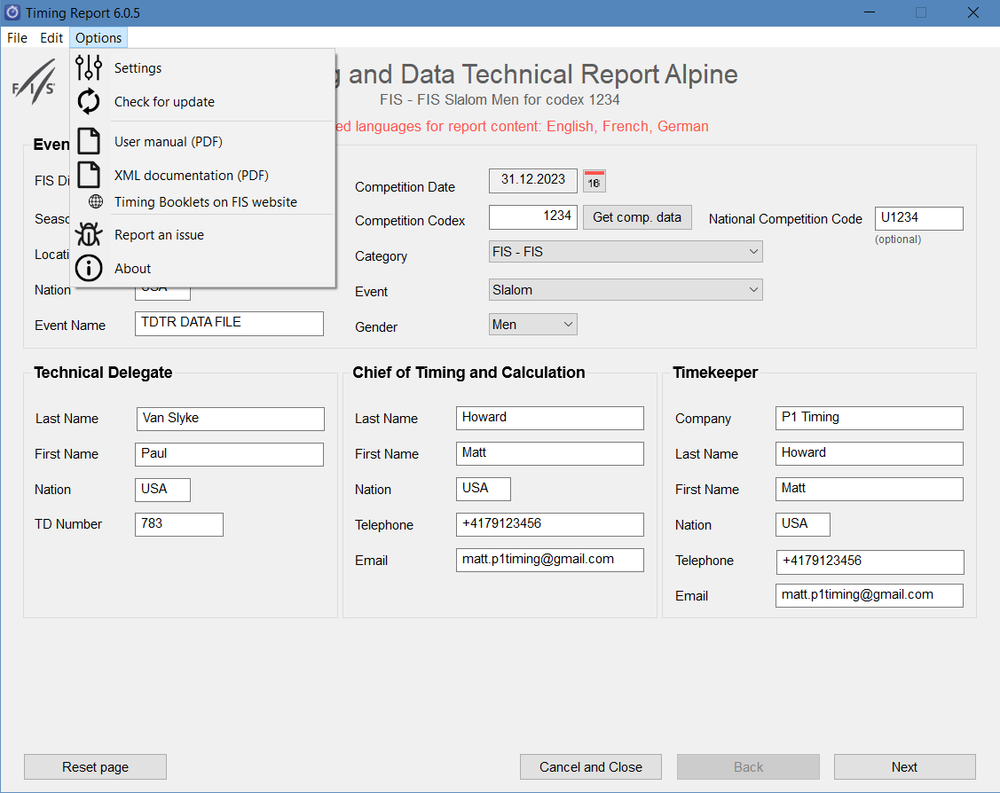 Timing Report 6.0.5
File Edit Options
Settings
Check for update
User manual (PDF)
XML documentation (PDF)
Timing Booklets on FIS website
Report an issue
About
FIS
and Data Technical Report Alpine
FIS - FIS Slalom Men for codex 1234
languages for report content: English, French, German
Competition Date 31.12.2023 16
Competition Codex 1234 Get comp. data National Competition Code U1234
(optional)
Category FIS - FIS
Nation USA
Event Slalom
Event Name TDTR DATA FILE
Gender Men
Technical Delegate
Last Name Van Slyke
First Name Paul
Nation USA
TD Number 783
Chief of Timing and Calculation
Last Name Howard
First Name Matt
Nation USA
Telephone +4179123456
Email matt.p1timing@gmail.com
Timekeeper
Company P1 Timing
Last Name Howard
First Name Matt
Nation USA
Telephone +4179123456
Email matt.p1timing@gmail.com
Reset page Cancel and Close Back Next